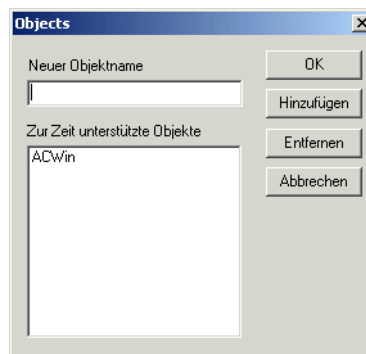 Objects
Neuer Objektname
OK
Hinzufügen
Zur Zeit unterstützte Objekte
Entfernen
ACWin
Abbrechen